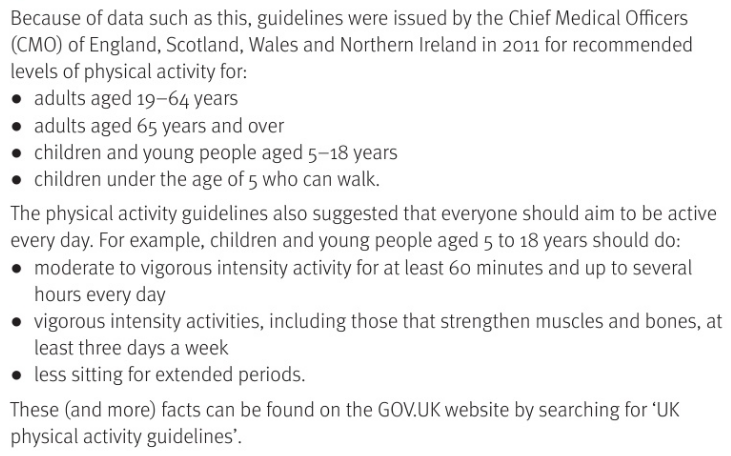 Because of data such as this, guidelines were issued by the Chief Medical Officers
(CMO) of England, Scotland, Wales and Northern Ireland in 2011 for recommended
levels of physical activity for:
● adults aged 19–64 years
● adults aged 65 years and over
● children and young people aged 5–18 years
● children under the age of 5 who can walk.
The physical activity guidelines also suggested that everyone should aim to be active
every day. For example, children and young people aged 5 to 18 years should do:
● moderate to vigorous intensity activity for at least 60 minutes and up to several
hours every day
● vigorous intensity activities, including those that strengthen muscles and bones, at
least three days a week
● less sitting for extended periods.
These (and more) facts can be found on the GOV.UK website by searching for ‘UK
physical activity guidelines’.